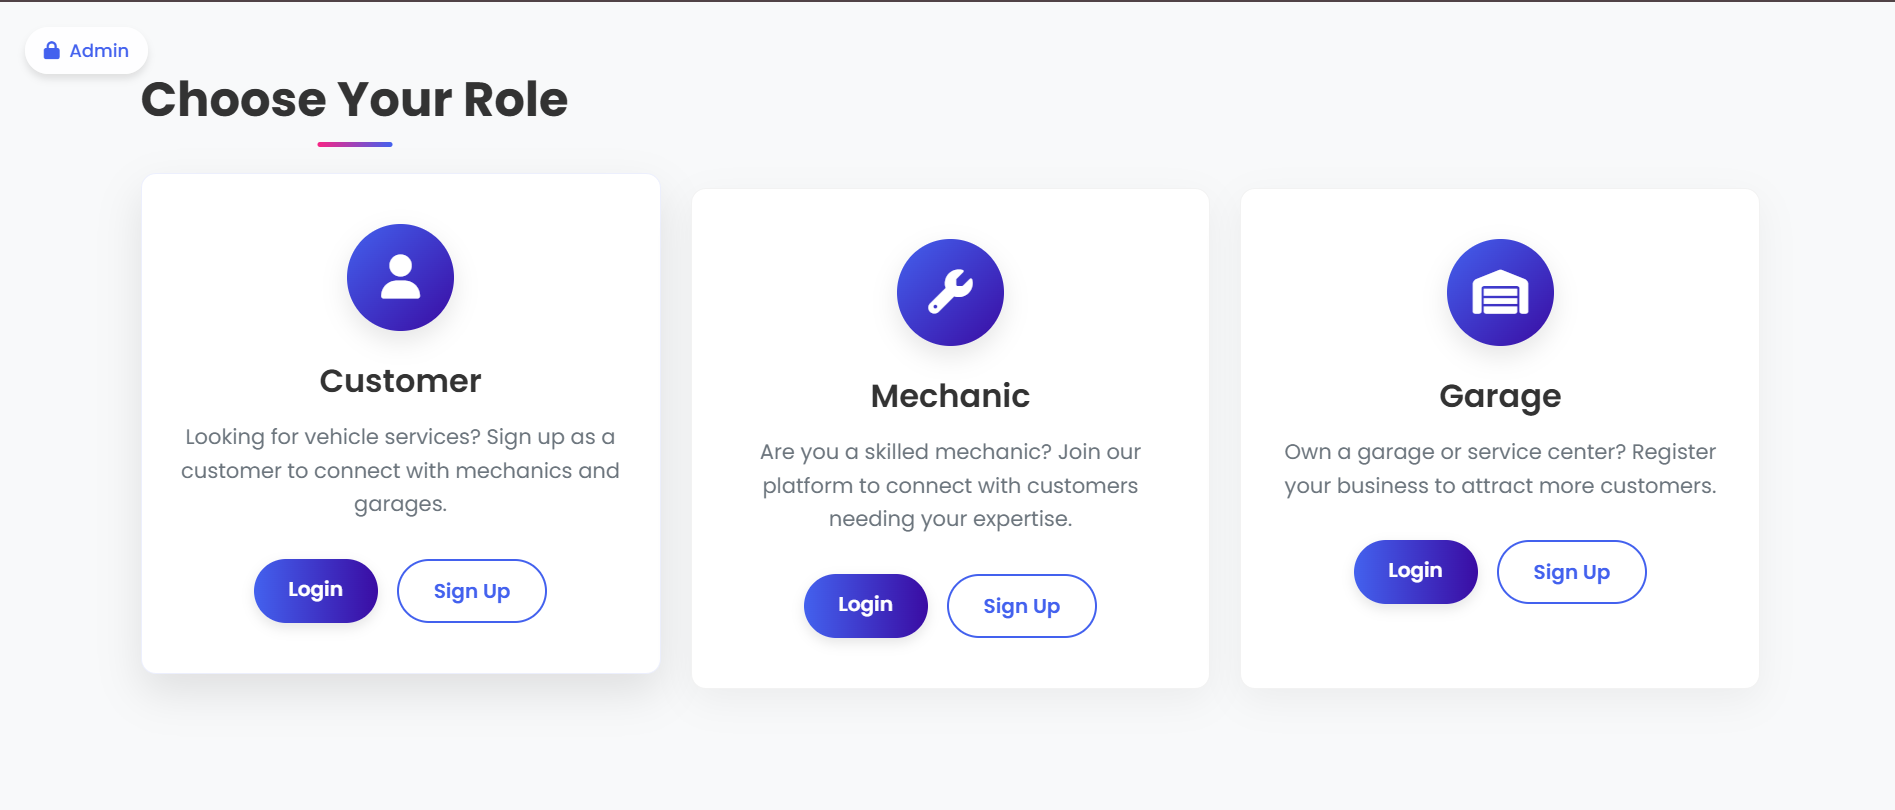 Admin
Choose Your Role
Customer
Looking for vehicle services? Sign up as a
customer to connect with mechanics and
garages.
Login
Sign Up
Mechanic
Are you a skilled mechanic? Join our
platform to connect with customers
needing your expertise.
Login
Sign Up
Garage
Own a garage or service center? Register
your business to attract more customers.
Login
Sign Up